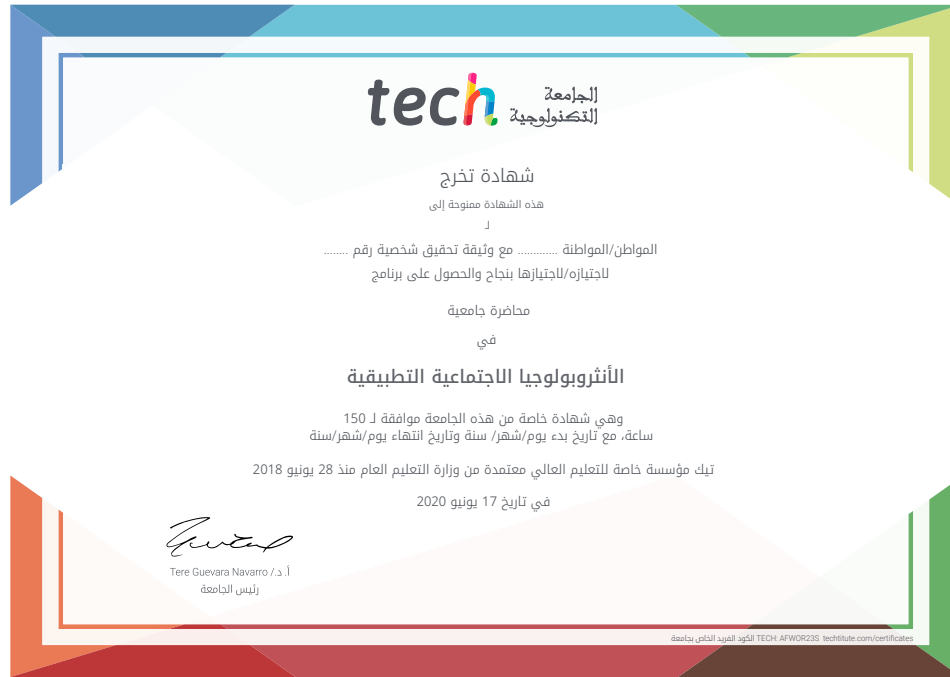 tech الجامعة
التكنولوجية
شهادة تخرج
هذه الشهادة ممنوحة إلى
لـ
المواطن/المواطنة ............ مع وثيقة تحقيق شخصية رقم ........
لاجتيازه/لاجتيازها بنجاح والحصول على برنامج
محاضرة جامعية
في
الأنثروبولوجيا الاجتماعية التطبيقية
وهي شهادة خاصة من هذه الجامعة موافقة لـ 150
ساعة، مع تاريخ بدء يوم/شهر/ سنة وتاريخ انتهاء يوم/شهر/سنة
تيك مؤسسة خاصة للتعليم العالي معتمدة من وزارة التعليم العام منذ 28 يونيو 2018
في تاريخ 17 يونيو 2020
أ. د./ Tere Guevara Navarro
رئيس الجامعة
الكود الفريد الخاص بجامعة TECH: AFWOR23S techtitute.com/certificates